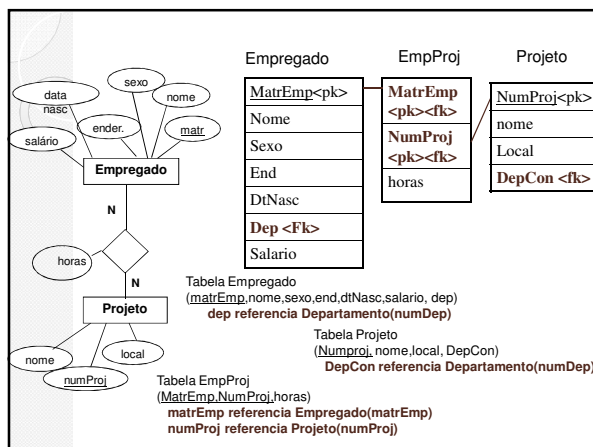 sexo
data
nasc
nome
ender.
matr
salário
Empregado
N
horas
N
Projeto
nome
local
numProj
Empregado
MatrEmp<pk>
Nome
Sexo
End
DtNasc
Dep <Fk>
Salario
EmpProj
MatrEmp
<pk><fk>
NumProj
<pk><fk>
horas
Projeto
NumProj<pk>
nome
Local
DepCon <fk>
Tabela Empregado
(matrEmp,nome,sexo,end,dtNasc,salario, dep)
dep referencia Departamento(numDep)
Tabela Projeto
(Numproj, nome,local, DepCon)
DepCon referencia Departamento(numDep)
Tabela EmpProj
(MatrEmp,NumProj,horas)
matrEmp referencia Empregado(matrEmp)
numProj referencia Projeto(numProj)